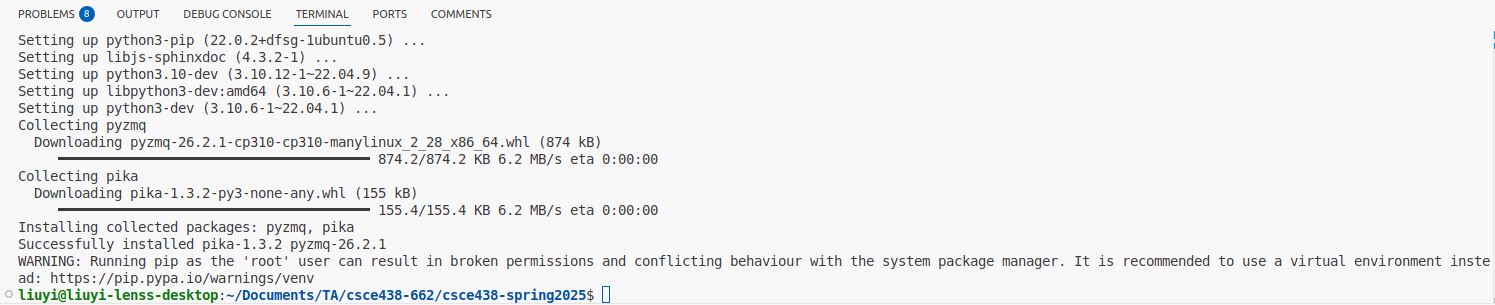 PROBLEMS 8 OUTPUT DEBUG CONSOLE TERMINAL PORTS COMMENTS
Setting up python3-pip (22.0.2+dfsg-1ubuntu0.5) ...
Setting up libjs-sphinxdoc (4.3.2-1) ...
Setting up python3.10-dev (3.10.12-1~22.04.9) ...
Setting up libpython3-dev:amd64 (3.10.6-1~22.04.1) ...
Setting up python3-dev (3.10.6-1~22.04.1) ...
Collecting pyzmq
  Downloading pyzmq-26.2.1-cp310-cp310-manylinux_2_28_x86_64.whl (874 kB)
874.2/874.2 KB 6.2 MB/s eta 0:00:00
Collecting pika
  Downloading pika-1.3.2-py3-none-any.whl (155 kB)
155.4/155.4 KB 6.2 MB/s eta 0:00:00
Installing collected packages: pyzmq, pika
Successfully installed pika-1.3.2 pyzmq-26.2.1
WARNING: Running pip as the 'root' user can result in broken permissions and conflicting behaviour with the system package manager. It is recommended to use a virtual environment inste
ad: https://pip.pypa.io/warnings/venv
liuyi@liuyi-lenss-desktop:~/Documents/TA/csce438-662/csce438-spring2025$